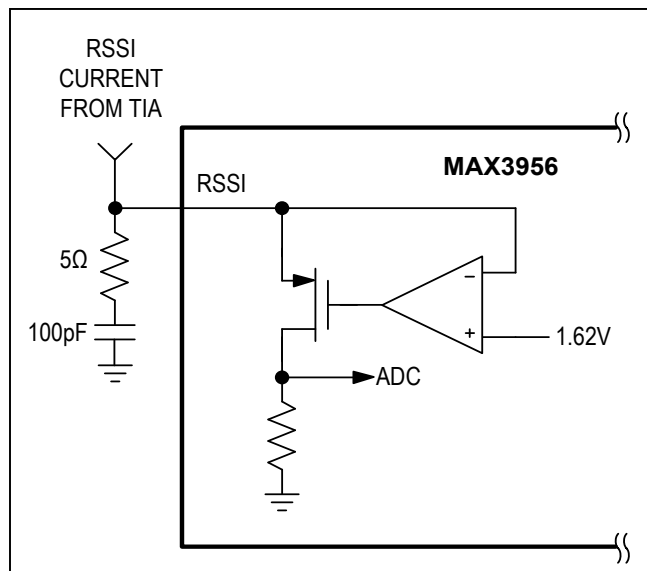 RSSI
CURRENT
FROM TIA
MAX3956
RSSI
5Ω
100pF
−
+
1.62V
ADC